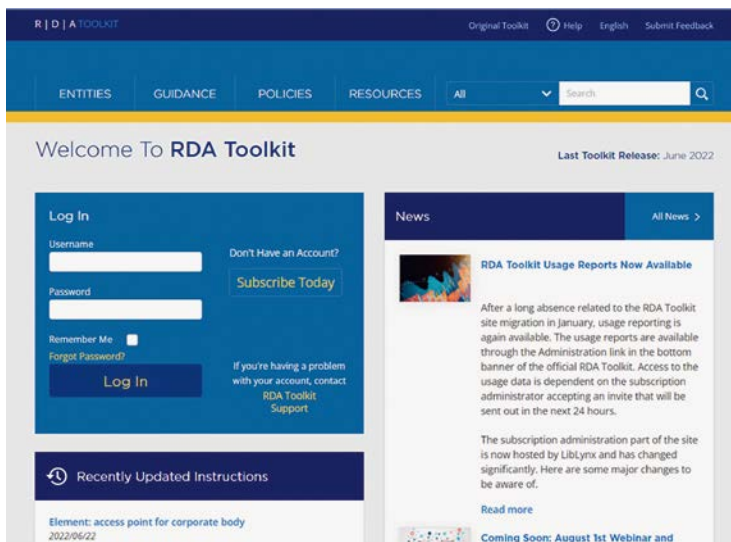 R | D | A TOOLKIT
Original Toolkit
? Help
English
Submit Feedback
ENTITIES
GUIDANCE
POLICIES
RESOURCES
All
Search
Welcome To RDA Toolkit
Last Toolkit Release: June 2022
Log In
Username
Password
Remember Me
Forgot Password?
Log In
Don't Have an Account?
Subscribe Today
If you're having a problem
with your account, contact
RDA Toolkit
Support
Recently Updated Instructions
Element: access point for corporate body
2022/06/22
News
All News >
RDA Toolkit Usage Reports Now Available
After a long absence related to the RDA Toolkit
site migration in January, usage reporting is
again available. The usage reports are available
through the Administration link in the bottom
banner of the official RDA Toolkit. Access to the
usage data is dependent on the subscription
administrator accepting an invite that will be
sent out in the next 24 hours.
The subscription administration part of the site
is now hosted by LibLynx and has changed
significantly. Here are some major changes to
be aware of.
Read more
Coming Soon: August 1st Webinar and